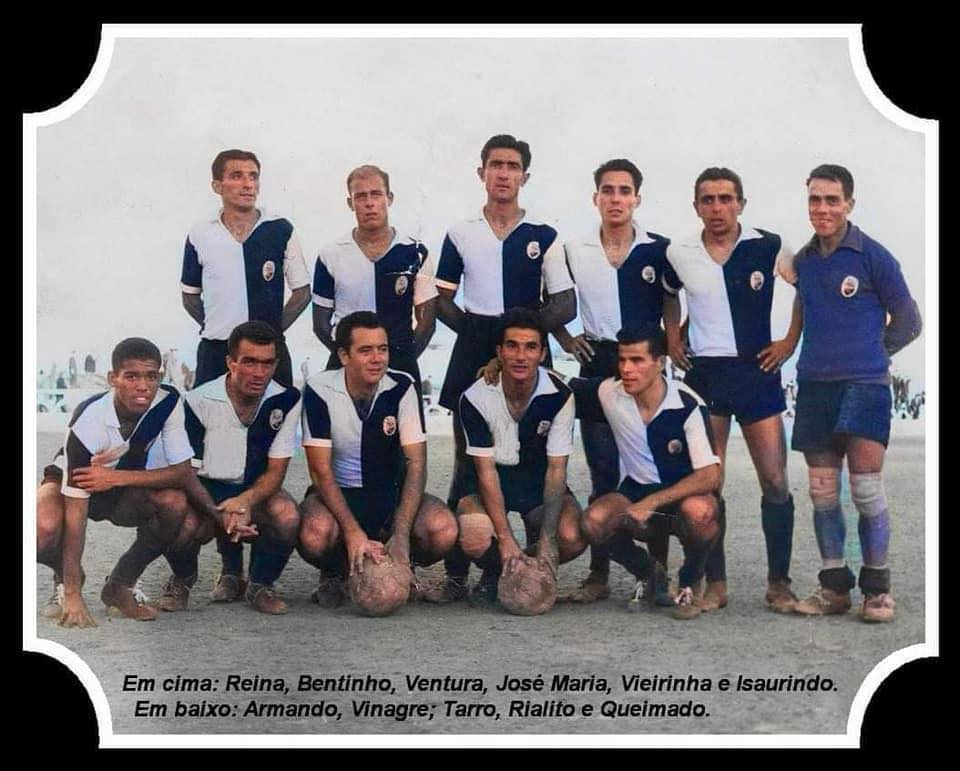 Em cima: Reina, Bentinho, Ventura, José Maria, Vieirinha e Isaurindo.
Em baixo: Armando, Vinagre; Tarro, Rialito e Queimado.